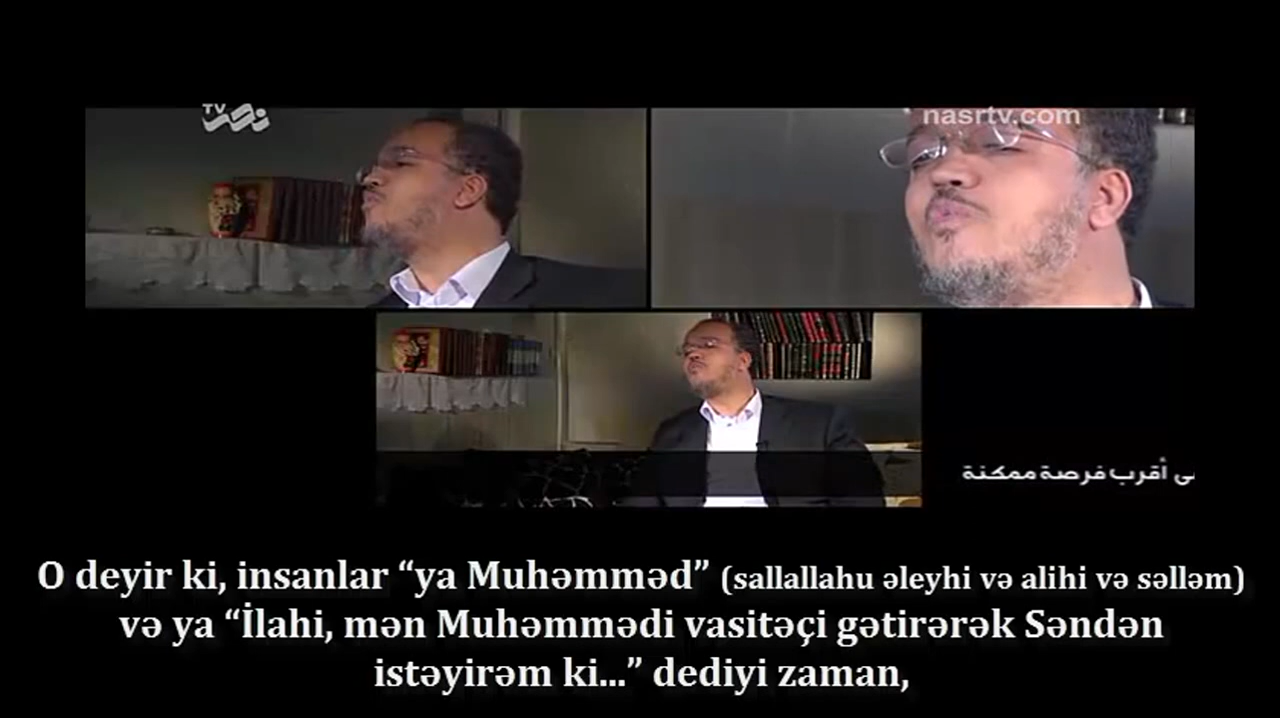 TV نصر
nasrtv.com
ى أقرب فرصة ممكنة
O deyir ki, insanlar “ya Muhəmməd” (sallallahu əleyhi və alihi və səlləm)
və ya “İlahi, mən Muhəmmədi vasitəçi gətirərək Səndən
istəyirəm ki...” dediyi zaman,